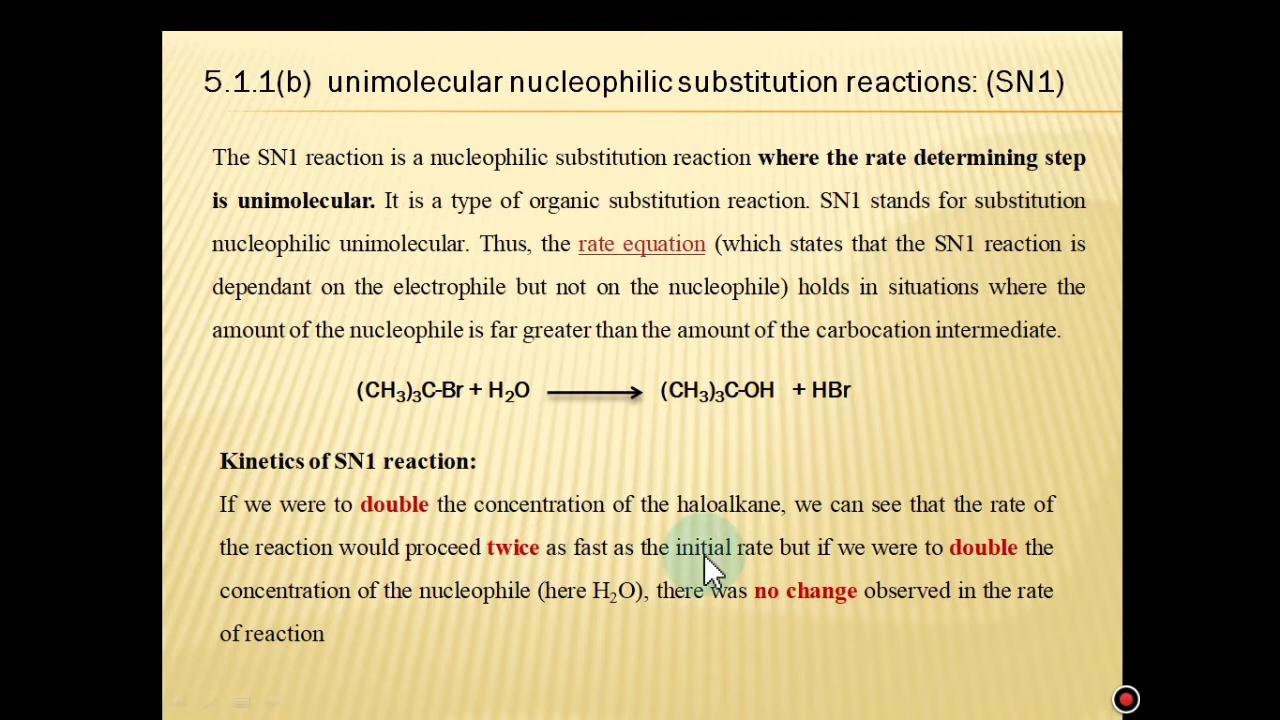 5.1.1(b) unimolecular nucleophilic substitution reactions: (SN1)
The SN1 reaction is a nucleophilic substitution reaction where the rate determining step
is unimolecular. It is a type of organic substitution reaction. SN1 stands for substitution
nucleophilic unimolecular. Thus, the rate equation (which states that the SN1 reaction is
dependant on the electrophile but not on the nucleophile) holds in situations where the
amount of the nucleophile is far greater than the amount of the carbocation intermediate.
(CH₃)₃C-Br + H₂O ⟶ (CH₃)₃C-OH + HBr
Kinetics of SN1 reaction:
If we were to double the concentration of the haloalkane, we can see that the rate of
the reaction would proceed twice as fast as the initial rate but if we were to double the
concentration of the nucleophile (here H₂O), there was no change observed in the rate
of reaction